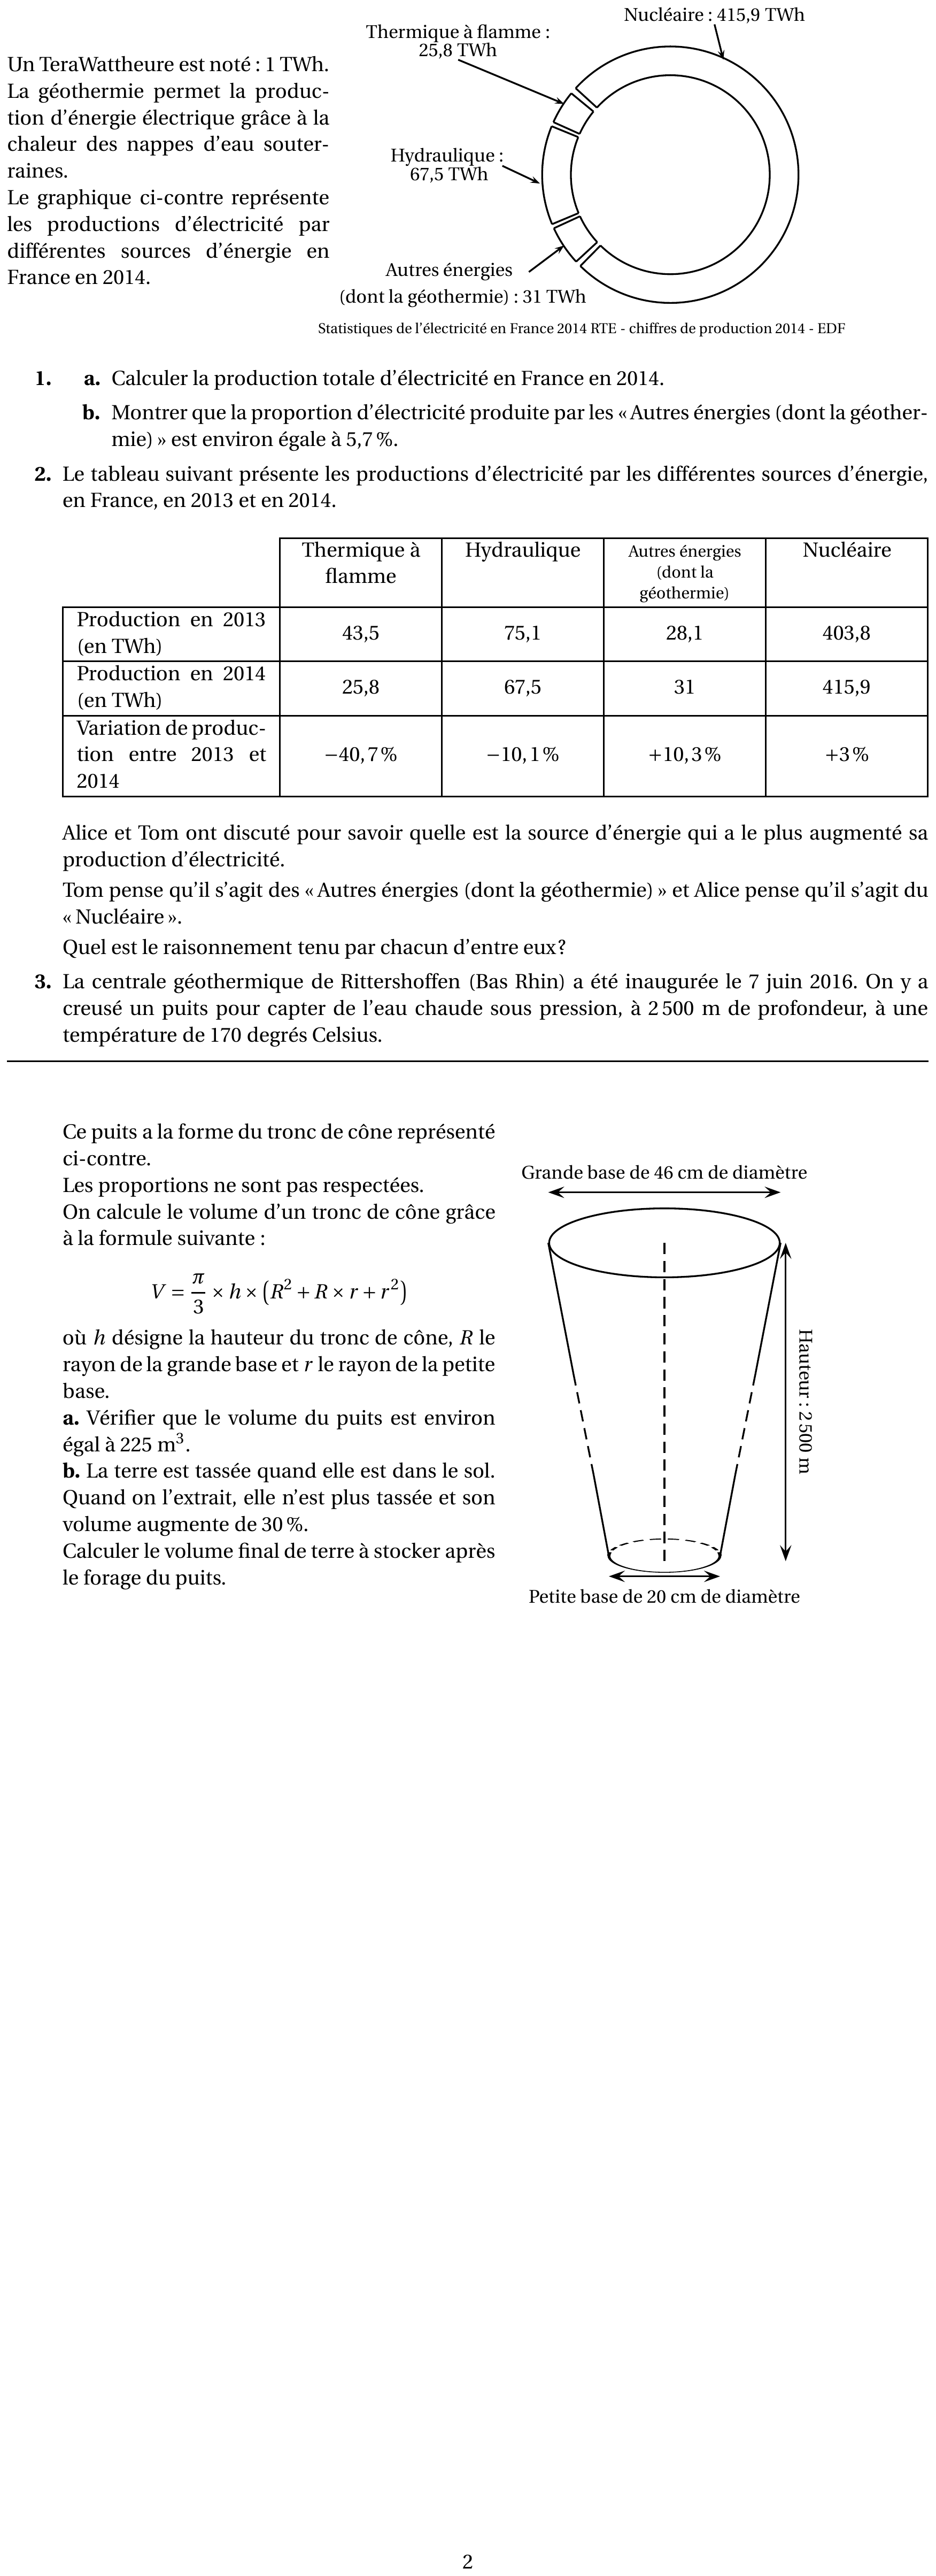 Un TeraWattheure est noté : 1 TWh.
La géothermie permet la produc-
tion d'énergie électrique grâce à la
chaleur des nappes d'eau souter-
raines.
Le graphique ci-contre représente
les productions d'électricité par
différentes sources d'énergie en
France en 2014.
Nucléaire : 415,9 TWh
Thermique à flamme :
25,8 TWh
Hydraulique :
67,5 TWh
Autres énergies
(dont la géothermie) : 31 TWh
Statistiques de l'électricité en France 2014 RTE - chiffres de production 2014 - EDF
1. a. Calculer la production totale d'électricité en France en 2014.
b. Montrer que la proportion d'électricité produite par les « Autres énergies (dont la géother-
mie) » est environ égale à 5,7 %.
2. Le tableau suivant présente les productions d'électricité par les différentes sources d'énergie,
en France, en 2013 et en 2014.
Thermique à
flamme
Hydraulique
Autres énergies
(dont la
géothermie)
Nucléaire
Production en 2013
(en TWh)
43,5
75,1
28,1
403,8
Production en 2014
(en TWh)
25,8
67,5
31
415,9
Variation de produc-
tion entre 2013 et
2014
−40,7 %
−10,1 %
+10,3 %
+3 %
Alice et Tom ont discuté pour savoir quelle est la source d'énergie qui a le plus augmenté sa
production d'électricité.
Tom pense qu'il s'agit des « Autres énergies (dont la géothermie) » et Alice pense qu'il s'agit du
« Nucléaire ».
Quel est le raisonnement tenu par chacun d'entre eux ?
3. La centrale géothermique de Rittershoffen (Bas Rhin) a été inaugurée le 7 juin 2016. On y a
creusé un puits pour capter de l'eau chaude sous pression, à 2 500 m de profondeur, à une
température de 170 degrés Celsius.
Ce puits a la forme du tronc de cône représenté
ci-contre.
Les proportions ne sont pas respectées.
On calcule le volume d'un tronc de cône grâce
à la formule suivante :
V = π/3 × h × (R² + R × r + r²)
où h désigne la hauteur du tronc de cône, R le
rayon de la grande base et r le rayon de la petite
base.
a. Vérifier que le volume du puits est environ
égal à 225 m³.
b. La terre est tassée quand elle est dans le sol.
Quand on l'extrait, elle n'est plus tassée et son
volume augmente de 30 %.
Calculer le volume final de terre à stocker après
le forage du puits.
Grande base de 46 cm de diamètre
Hauteur : 2 500 m
Petite base de 20 cm de diamètre
2